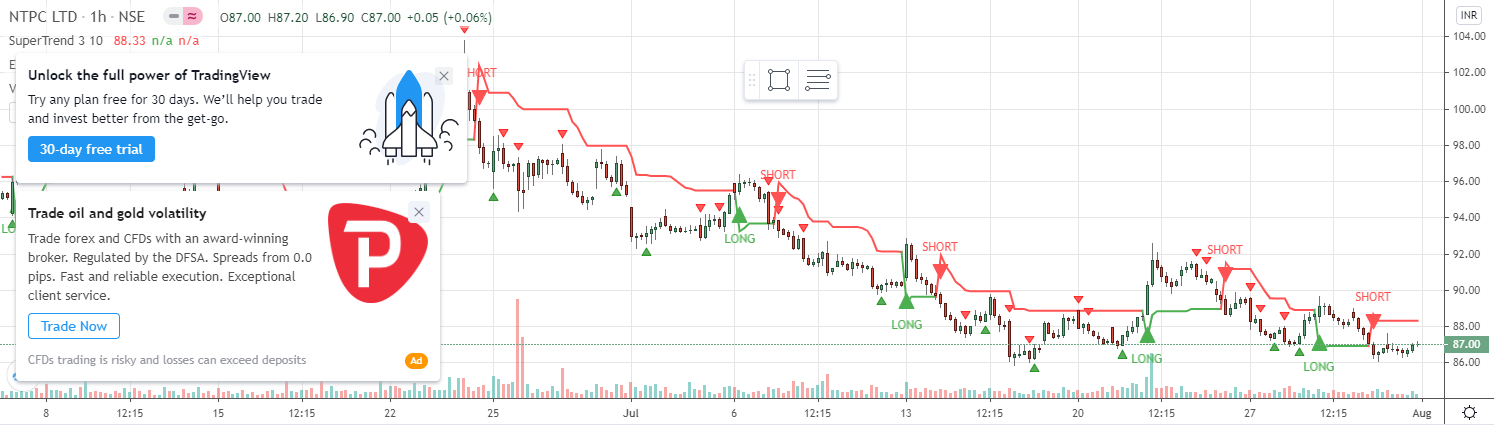 NTPC LTD · 1h · NSE O87.00 H87.20 L86.90 C87.00 +0.05 (+0.06%)
INR
SuperTrend 3 10 88.33 n/a n/a
E
V
Unlock the full power of TradingView
Try any plan free for 30 days. We'll help you trade
and invest better from the get-go.
30-day free trial
Trade oil and gold volatility
Trade forex and CFDs with an award-winning
broker. Regulated by the DFSA. Spreads from 0.0
pips. Fast and reliable execution. Exceptional
client service.
Trade Now
CFDs trading is risky and losses can exceed deposits
Ad
P
LO
HORT
SHORT
LONG
SHORT
LONG
SHORT
LONG
SHORT
LONG
104.00
102.00
100.00
98.00
96.00
94.00
92.00
90.00
88.00
87.00
86.00
8 12:15 15 12:15 22 12:15 25 Jul 6 12:15 13 12:15 20 12:15 27 12:15 Aug